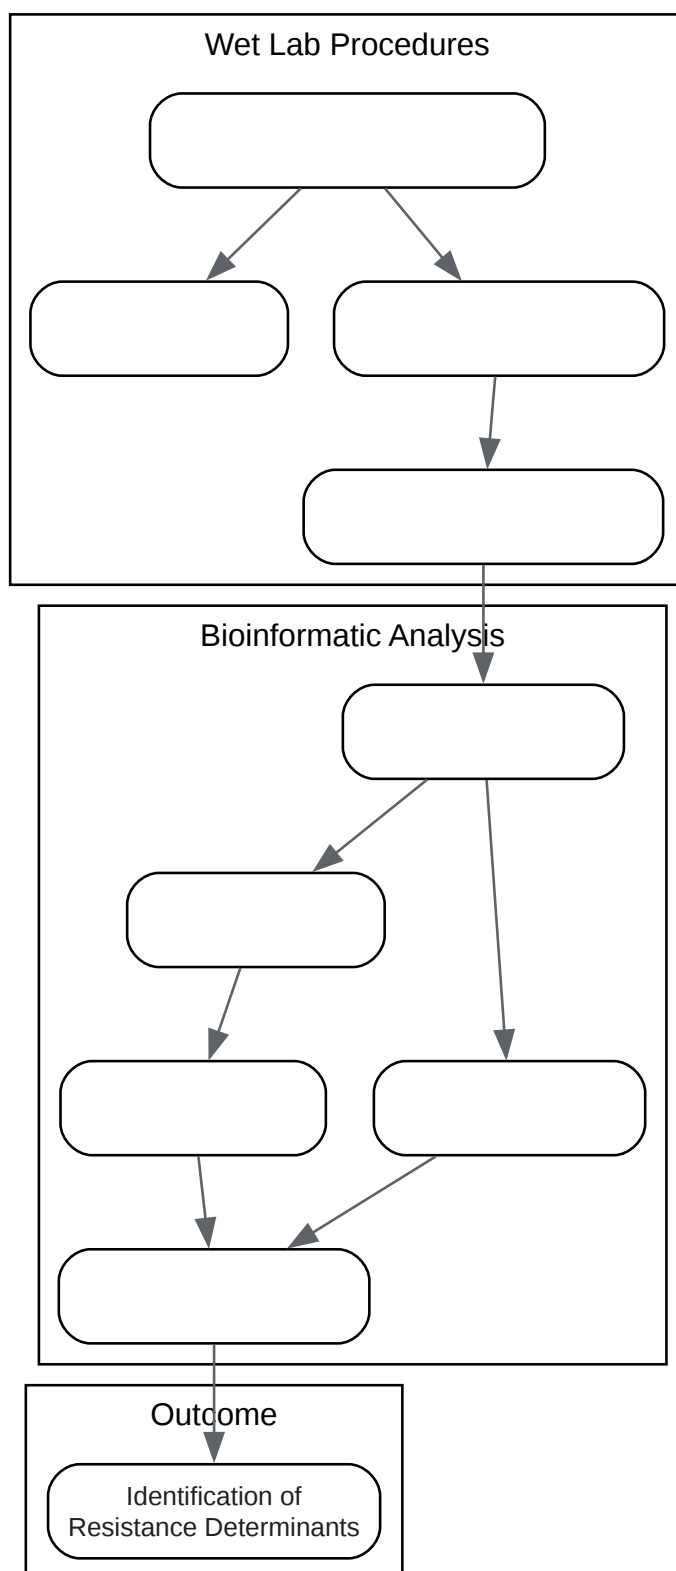 Wet Lab Procedures
Bioinformatic Analysis
Outcome
Identification of
Resistance Determinants